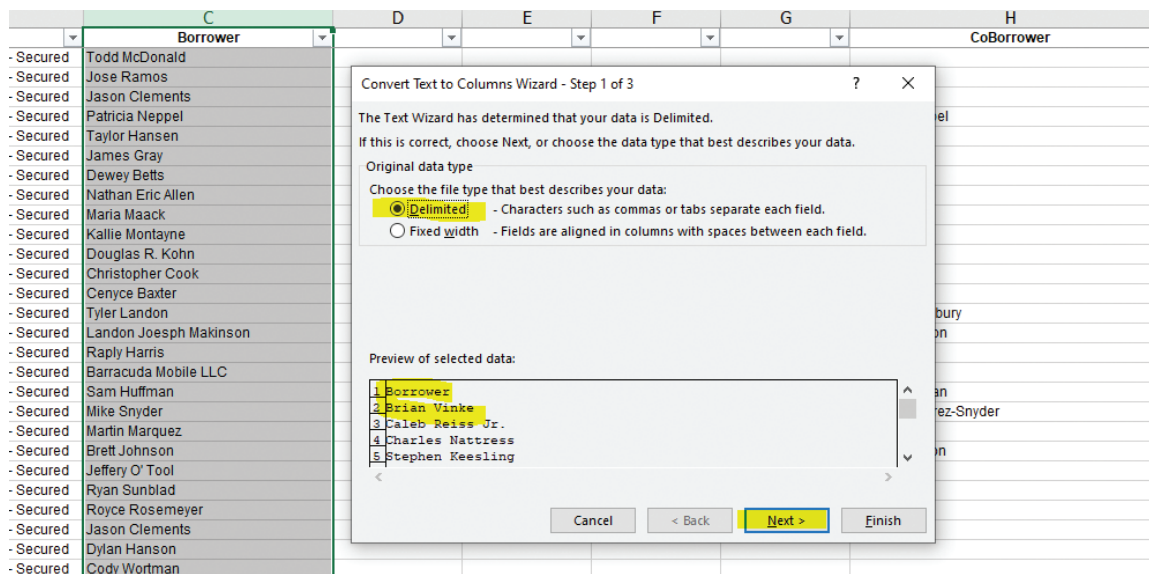 C D E F G H
Borrower CoBorrower
- Secured Todd McDonald
- Secured Jose Ramos
- Secured Jason Clements
- Secured Patricia Neppel
- Secured Taylor Hansen
- Secured James Gray
- Secured Dewey Betts
- Secured Nathan Eric Allen
- Secured Maria Maack
- Secured Kallie Montayne
- Secured Douglas R. Kohn
- Secured Christopher Cook
- Secured Cenyce Baxter
- Secured Tyler Landon
- Secured Landon Joesph Makinson
- Secured Raply Harris
- Secured Barracuda Mobile LLC
- Secured Sam Huffman
- Secured Mike Snyder
- Secured Martin Marquez
- Secured Brett Johnson
- Secured Jeffery O' Tool
- Secured Ryan Sunblad
- Secured Royce Rosemeyer
- Secured Jason Clements
- Secured Dylan Hanson
- Secured Cody Wortman
Convert Text to Columns Wizard - Step 1 of 3 ? ×
The Text Wizard has determined that your data is Delimited.
If this is correct, choose Next, or choose the data type that best describes your data.
Original data type
Choose the file type that best describes your data:
Delimited - Characters such as commas or tabs separate each field.
Fixed width - Fields are aligned in columns with spaces between each field.
Preview of selected data:
1 Borrower
2 Brian Vinke
3 Caleb Reiss Jr.
4 Charles Nattress
5 Stephen Keesling
Cancel < Back Next > Finish
el
bury
on
an
rez-Snyder
on